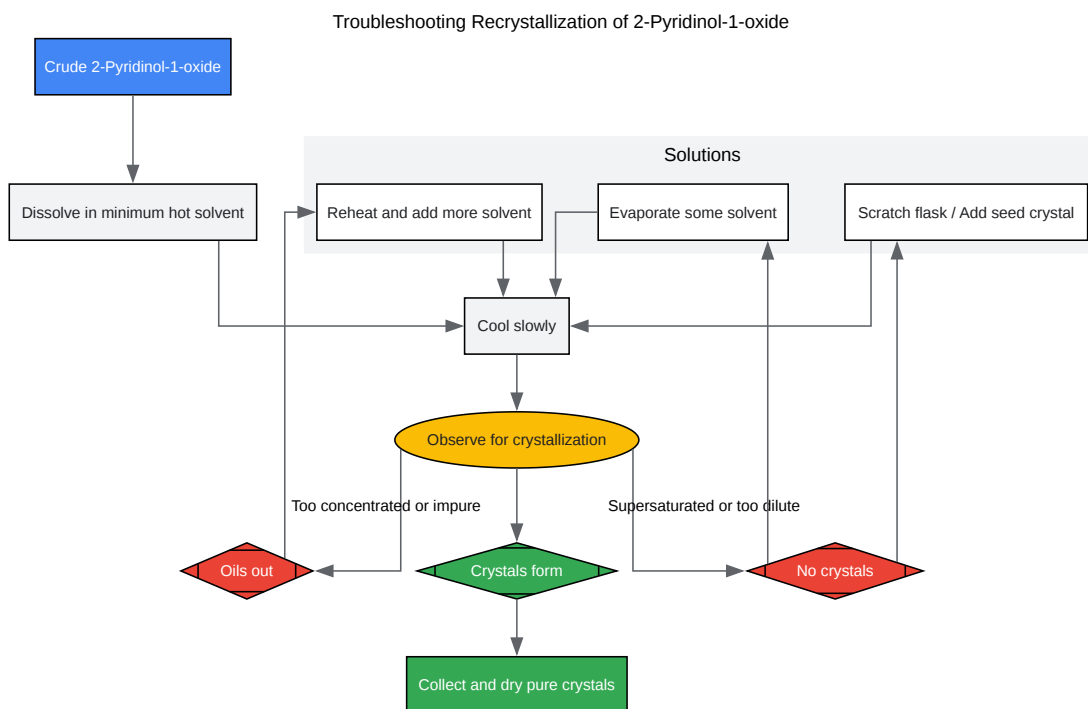 Troubleshooting Recrystallization of 2-Pyridinol-1-oxide
Crude 2-Pyridinol-1-oxide
Solutions
Dissolve in minimum hot solvent
Reheat and add more solvent
Evaporate some solvent
Scratch flask / Add seed crystal
Cool slowly
Observe for crystallization
Too concentrated or impure
Supersaturated or too dilute
Oils out
Crystals form
No crystals
Collect and dry pure crystals